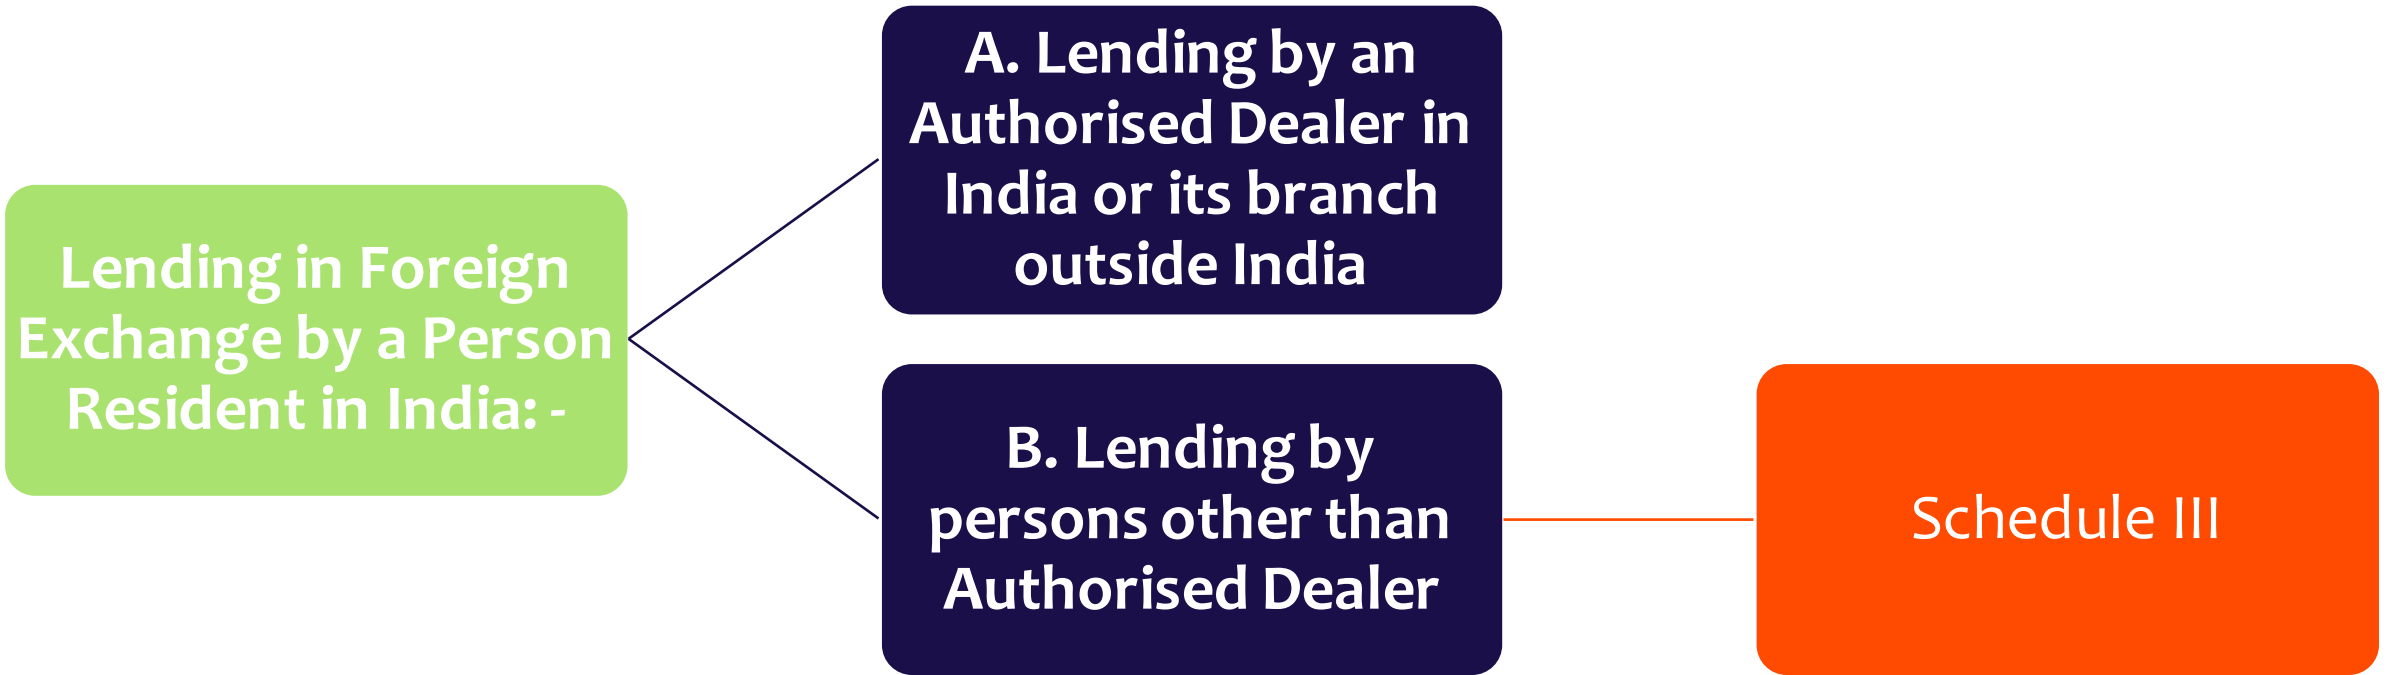 Lending in Foreign
Exchange by a Person
Resident in India: -
A. Lending by an
Authorised Dealer in
India or its branch
outside India
B. Lending by
persons other than
Authorised Dealer
Schedule III